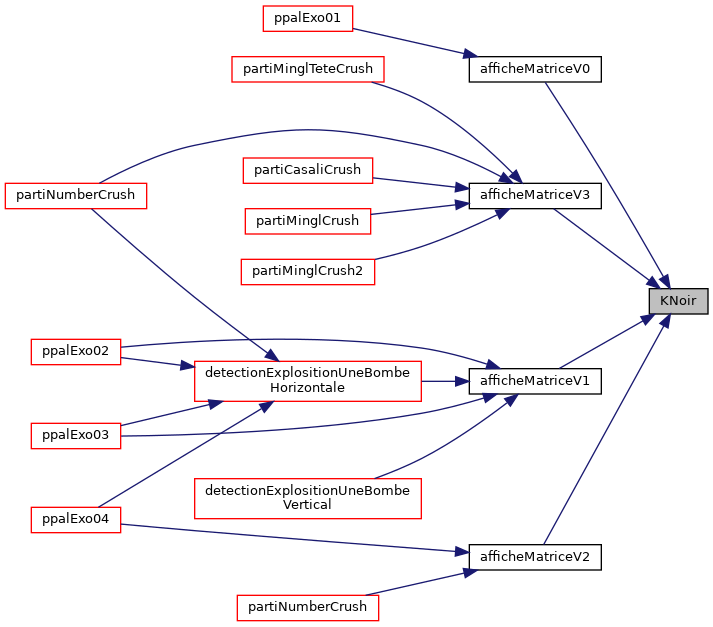 ppalExo01
partiMinglTeteCrush
afficheMatriceV0
partiCasaliCrush
partiNumberCrush
afficheMatriceV3
partiMinglCrush
partiMinglCrush2
KNoir
ppalExo02
detectionExplositionUneBombe
Horizontale
afficheMatriceV1
ppalExo03
detectionExplositionUneBombe
Vertical
ppalExo04
afficheMatriceV2
partiNumberCrush